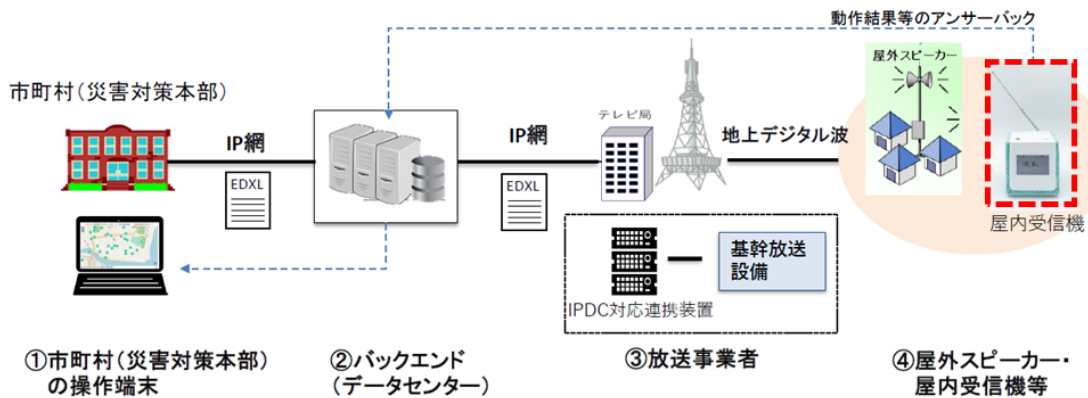 動作結果等のアンサーバック
市町村(災害対策本部)
屋外スピーカー
テレビ局
IP網
IP網
地上デジタル波
EDXL
EDXL
屋内受信機
基幹放送
設備
IPDC対応連携装置
①市町村(災害対策本部)
の操作端末
②バックエンド
(データセンター)
③放送事業者
④屋外スピーカー・
屋内受信機等